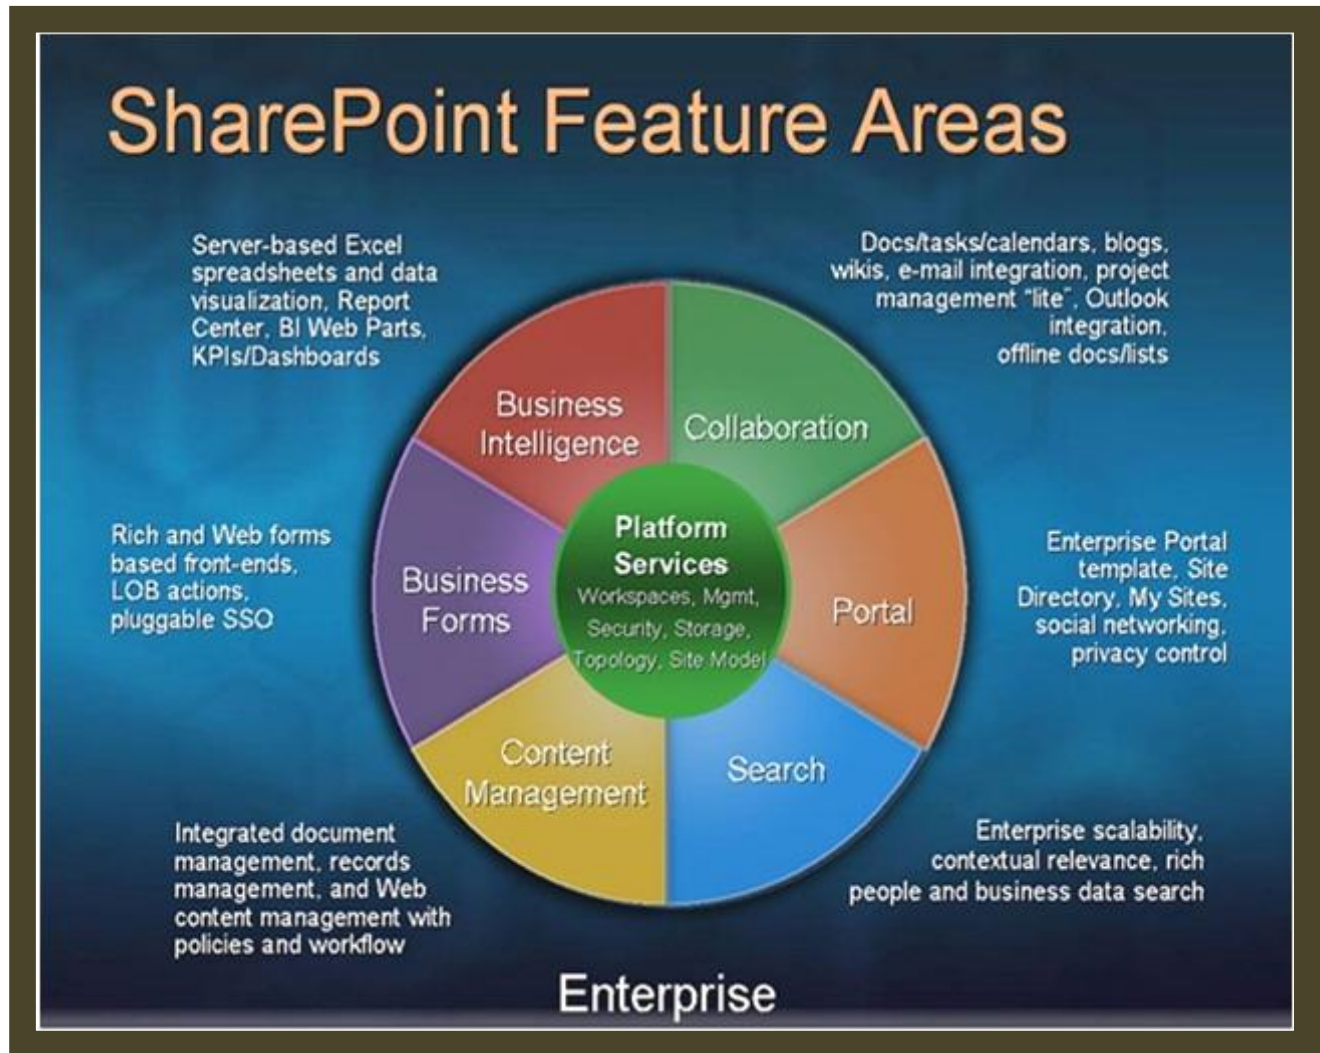 SharePoint Feature Areas
Server-based Excel
spreadsheets and data
visualization, Report
Center, BI Web Parts,
KPIs/Dashboards
Docs/tasks/calendars, blogs,
wikis, e-mail integration, project
management “lite”, Outlook
integration,
offline docs/lists
Business
Intelligence
Collaboration
Platform
Services
Workspaces, Mgmt,
Security, Storage,
Topology, Site Model
Rich and Web forms
based front-ends,
LOB actions,
pluggable SSO
Business
Forms
Portal
Enterprise Portal
template, Site
Directory, My Sites,
social networking,
privacy control
Content
Management
Search
Integrated document
management, records
management, and Web
content management with
policies and workflow
Enterprise scalability,
contextual relevance, rich
people and business data search
Enterprise